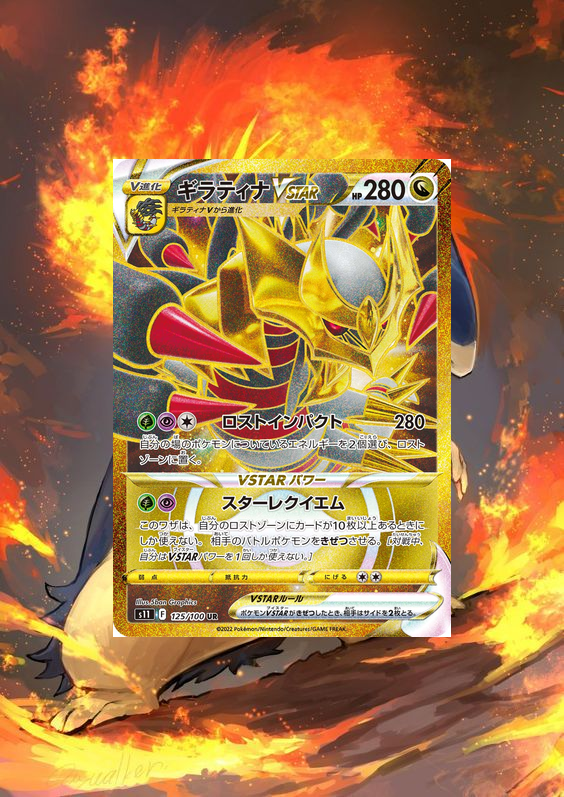 V進化
ギラティナVSTAR
HP 280
ギラティナVから進化
ロストインパクト 280
自分の場のポケモンについているエネルギーを2個選び、ロスト
ゾーンに置く。
VSTARパワー
スターレクイエム
このワザは、自分のロストゾーンにカードが10枚以上あるときに
しか使えない。相手のバトルポケモンをきぜつさせる。[対戦中、
自分はVSTARパワーを1回しか使えない。]
弱点 抵抗力 にげる
Illus. 5ban Graphics
VSTARルール
ポケモンVSTARがきぜつしたとき、相手はサイドを2枚とる。
s11 F 125/100 UR
©2022 Pokémon/Nintendo/Creatures/GAME FREAK.